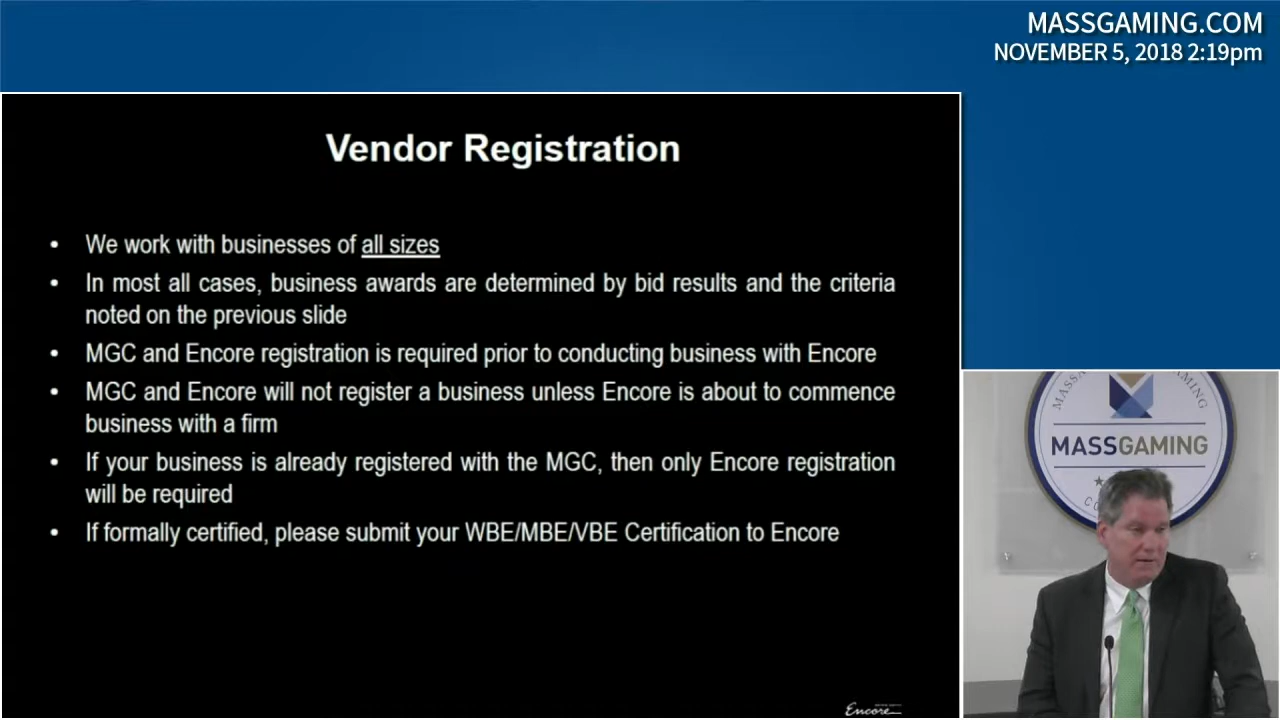 MASSGAMING.COM
NOVEMBER 5, 2018 2:19pm
Vendor Registration
• We work with businesses of all sizes
• In most all cases, business awards are determined by bid results and the criteria
noted on the previous slide
• MGC and Encore registration is required prior to conducting business with Encore
• MGC and Encore will not register a business unless Encore is about to commence
business with a firm
• If your business is already registered with the MGC, then only Encore registration
will be required
• If formally certified, please submit your WBE/MBE/VBE Certification to Encore
Encore
MASSGAMING